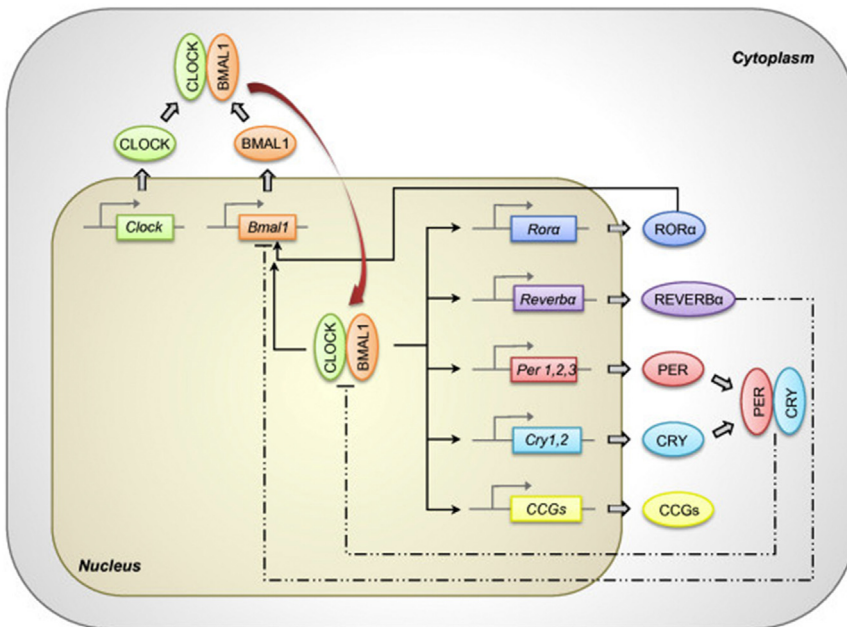 Cytoplasm
CLOCK
BMAL1
CLOCK
BMAL1
Clock
Bmal1
Rorα
RORα
Reverbα
REVERBα
CLOCK
BMAL1
Per 1,2,3
PER
PER
CRY
Cry1,2
CRY
CCGs
CCGs
Nucleus